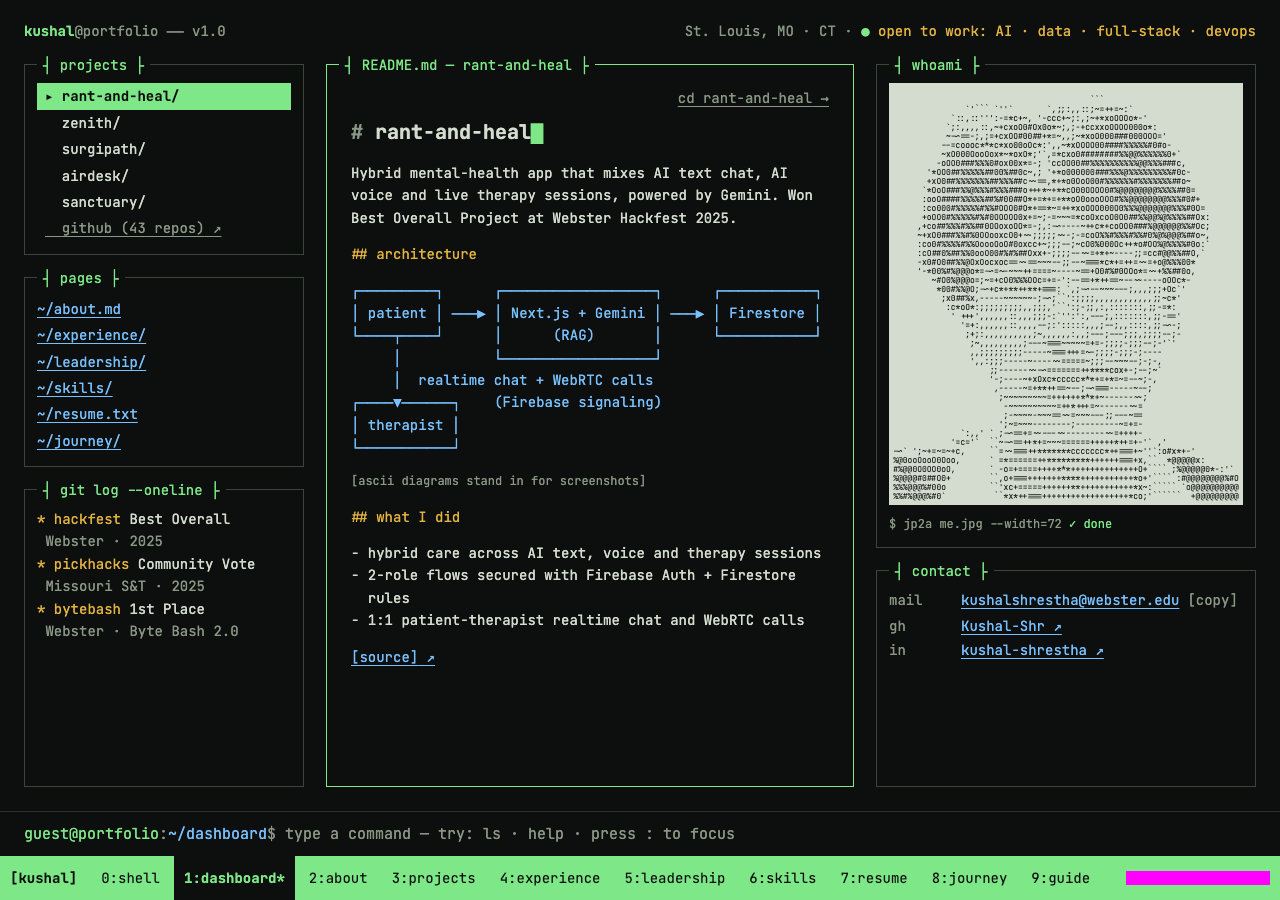 kushal@portfolio — v1.0
St. Louis, MO · CT · ● open to work: AI · data · full-stack · devops
projects
▸ rant-and-heal/
zenith/
surgipath/
airdesk/
sanctuary/
github (43 repos) ↗
pages
~/about.md
~/experience/
~/leadership/
~/skills/
~/resume.txt
~/journey/
git log --oneline
* hackfest Best Overall
Webster · 2025
* pickhacks Community Vote
Missouri S&T · 2025
* bytebash 1st Place
Webster · Byte Bash 2.0
README.md — rant-and-heal
cd rant-and-heal →
# rant-and-heal
Hybrid mental-health app that mixes AI text chat, AI
voice and live therapy sessions, powered by Gemini. Won
Best Overall Project at Webster Hackfest 2025.
## architecture
patient
Next.js + Gemini
(RAG)
Firestore
realtime chat + WebRTC calls
(Firebase signaling)
therapist
[ascii diagrams stand in for screenshots]
## what I did
- hybrid care across AI text, voice and therapy sessions
- 2-role flows secured with Firebase Auth + Firestore
rules
- 1:1 patient-therapist realtime chat and WebRTC calls
[source] ↗
whoami
$ jp2a me.jpg --width=72 ✓ done
contact
mail kushalshrestha@webster.edu [copy]
gh Kushal-Shr ↗
in kushal-shrestha ↗
guest@portfolio:~/dashboard$ type a command — try: ls · help · press : to focus
[kushal] 0:shell 1:dashboard* 2:about 3:projects 4:experience 5:leadership 6:skills 7:resume 8:journey 9:guide